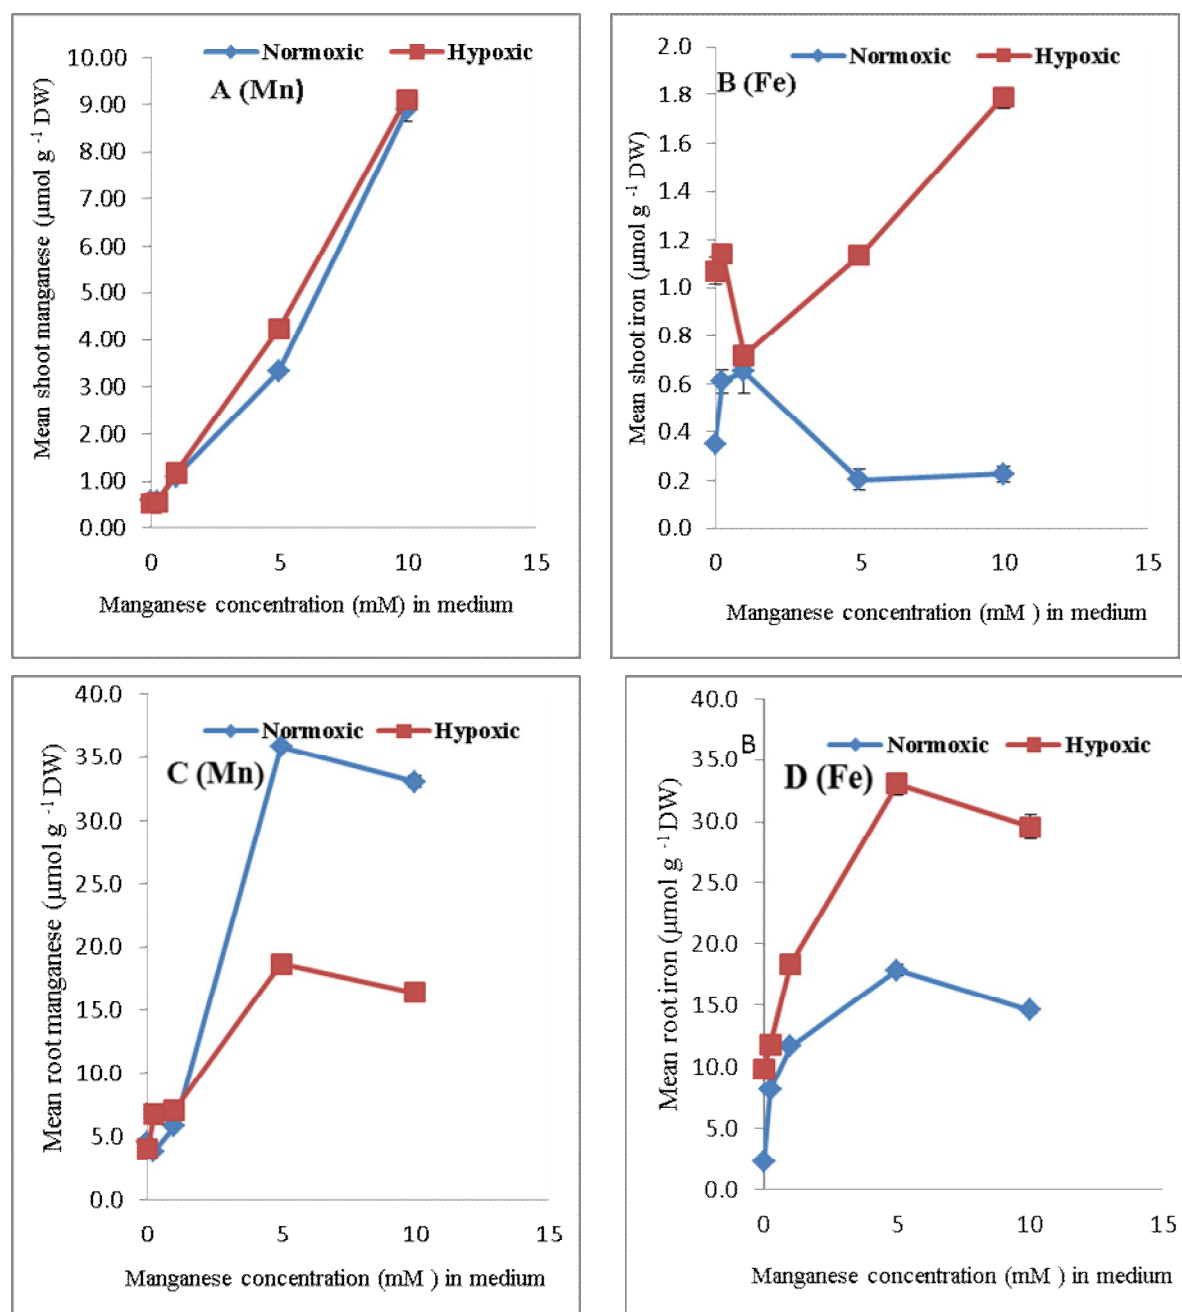 Normoxic Hypoxic
A (Mn)
10.00
9.00
8.00
7.00
6.00
5.00
4.00
3.00
2.00
1.00
0.00
0 5 10 15
Mean shoot manganese (µmol g -1 DW)
Manganese concentration (mM) in medium
Normoxic Hypoxic
B (Fe)
2.0
1.8
1.6
1.4
1.2
1.0
0.8
0.6
0.4
0.2
0.0
0 5 10 15
Mean shoot iron (µmol g -1 DW)
Manganese concentration (mM ) in medium
Normoxic Hypoxic
C (Mn)
40.0
35.0
30.0
25.0
20.0
15.0
10.0
5.0
0.0
0 5 10 15
Mean root manganese (µmol g -1 DW)
Manganese concentration (mM ) in medium
B
Normoxic Hypoxic
D (Fe)
40.0
35.0
30.0
25.0
20.0
15.0
10.0
5.0
0.0
0 5 10 15
Mean root iron (µmol g -1 DW)
Manganese concentration (mM ) in medium